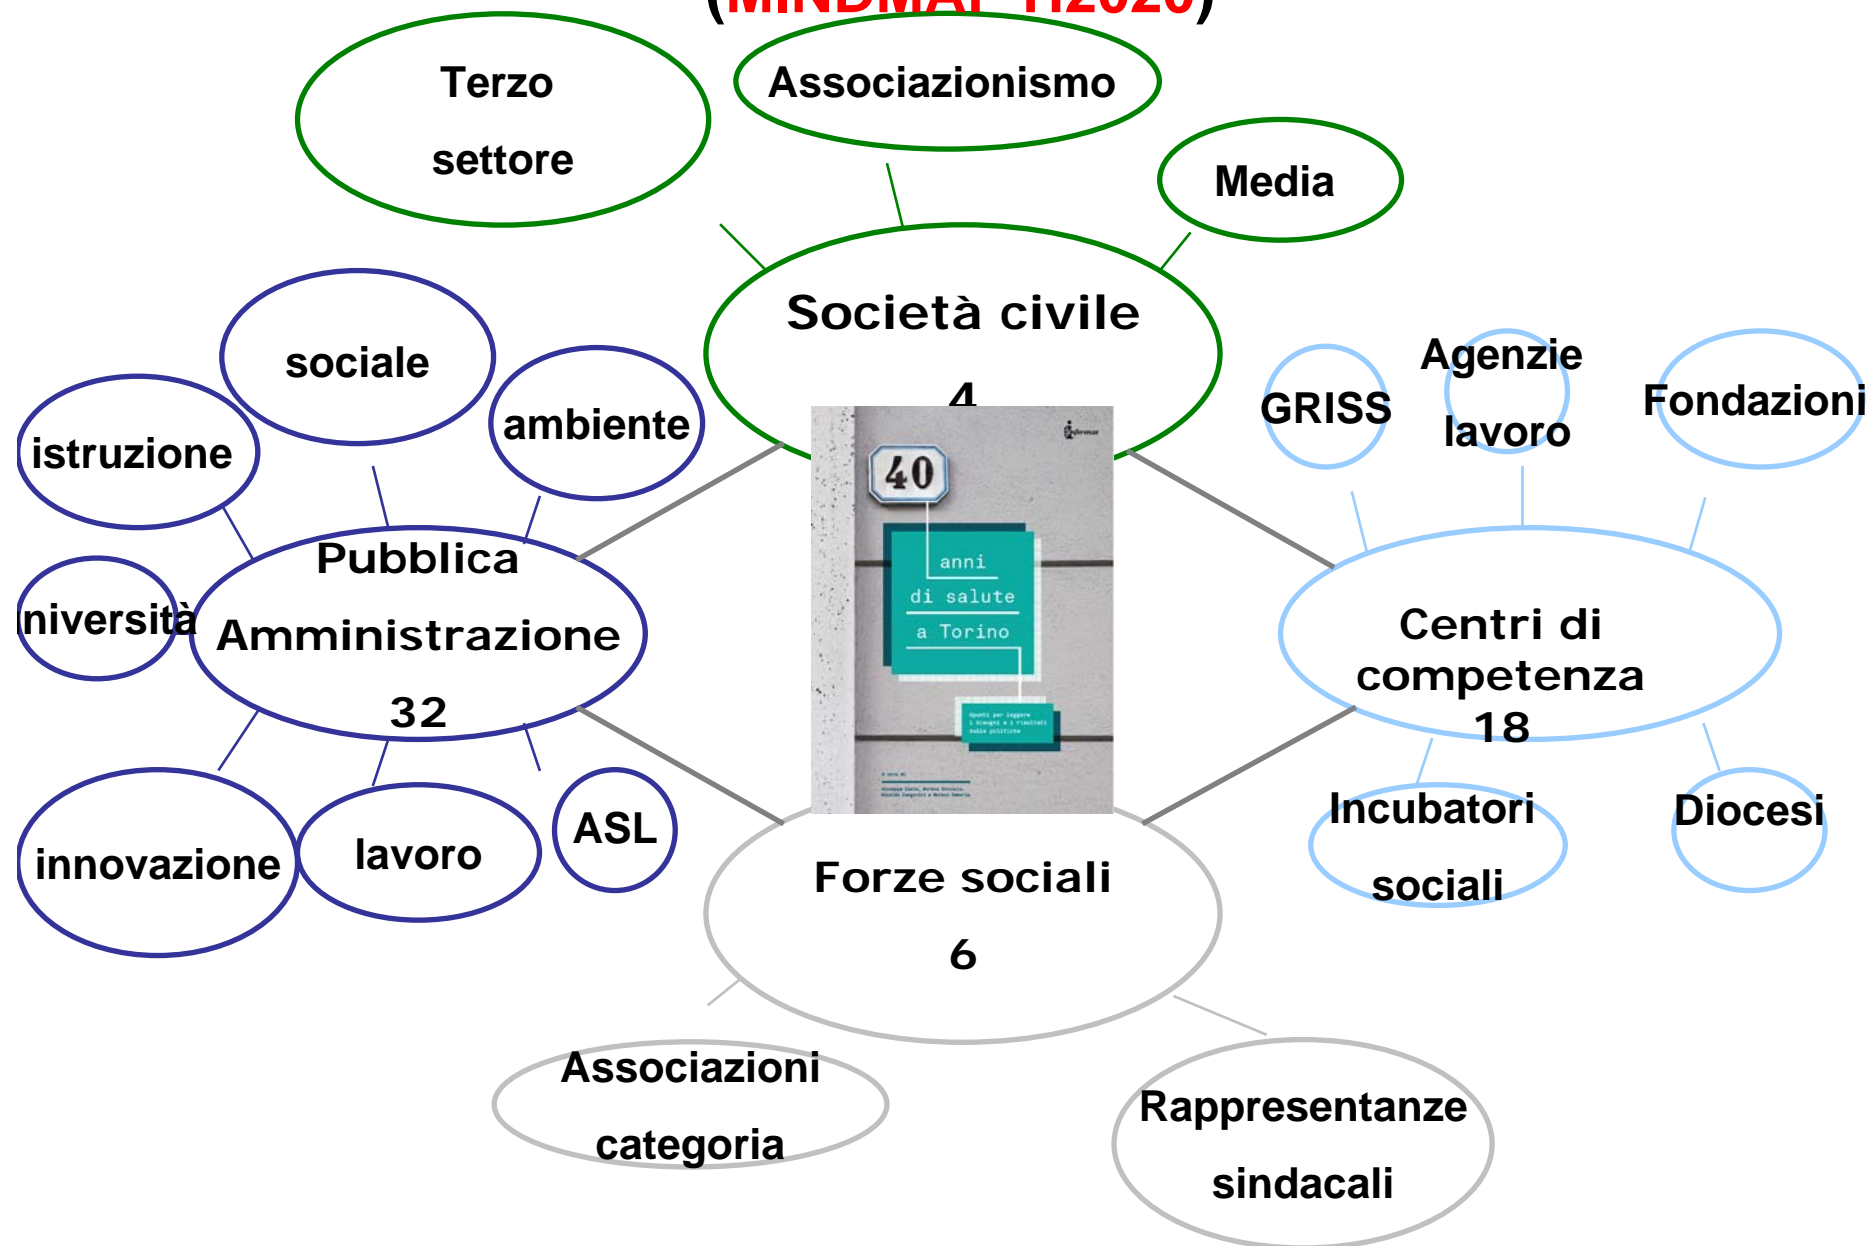 Terzo
settore
Associazionismo
Media
Società civile
4
sociale
ambiente
istruzione
niversità
Pubblica
Amministrazione
32
innovazione
lavoro
ASL
GRISS
Agenzie
lavoro
Fondazioni
Centri di
competenza
18
Incubatori
sociali
Diocesi
40
anni
di salute
a Torino
Forze sociali
6
Associazioni
categoria
Rappresentanze
sindacali